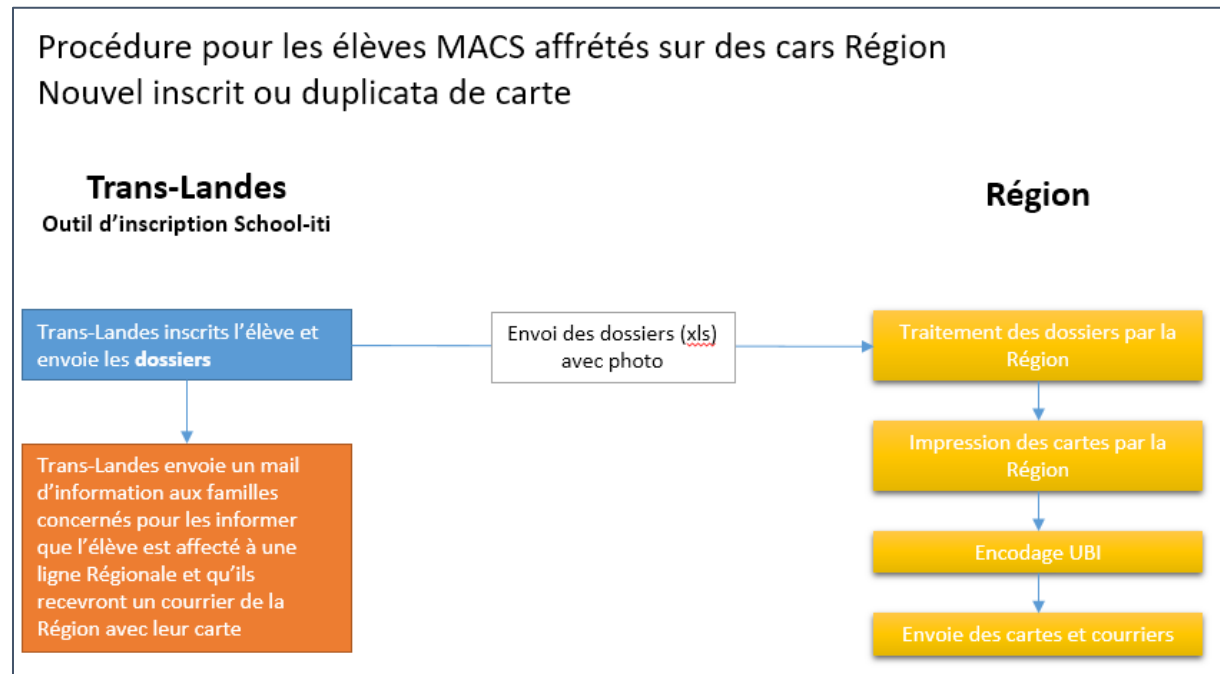 Procédure pour les élèves MACS affrétés sur des cars Région
Nouvel inscrit ou duplicata de carte
Trans-Landes
Outil d’inscription School-iti
Région
Trans-Landes inscrits l’élève et
envoie les dossiers
Envoi des dossiers (xls)
avec photo
Traitement des dossiers par la
Région
Trans-Landes envoie un mail
d’information aux familles
concernés pour les informer
que l’élève est affecté à une
ligne Régionale et qu’ils
recevront un courrier de la
Région avec leur carte
Impression des cartes par la
Région
Encodage UBI
Envoie des cartes et courriers